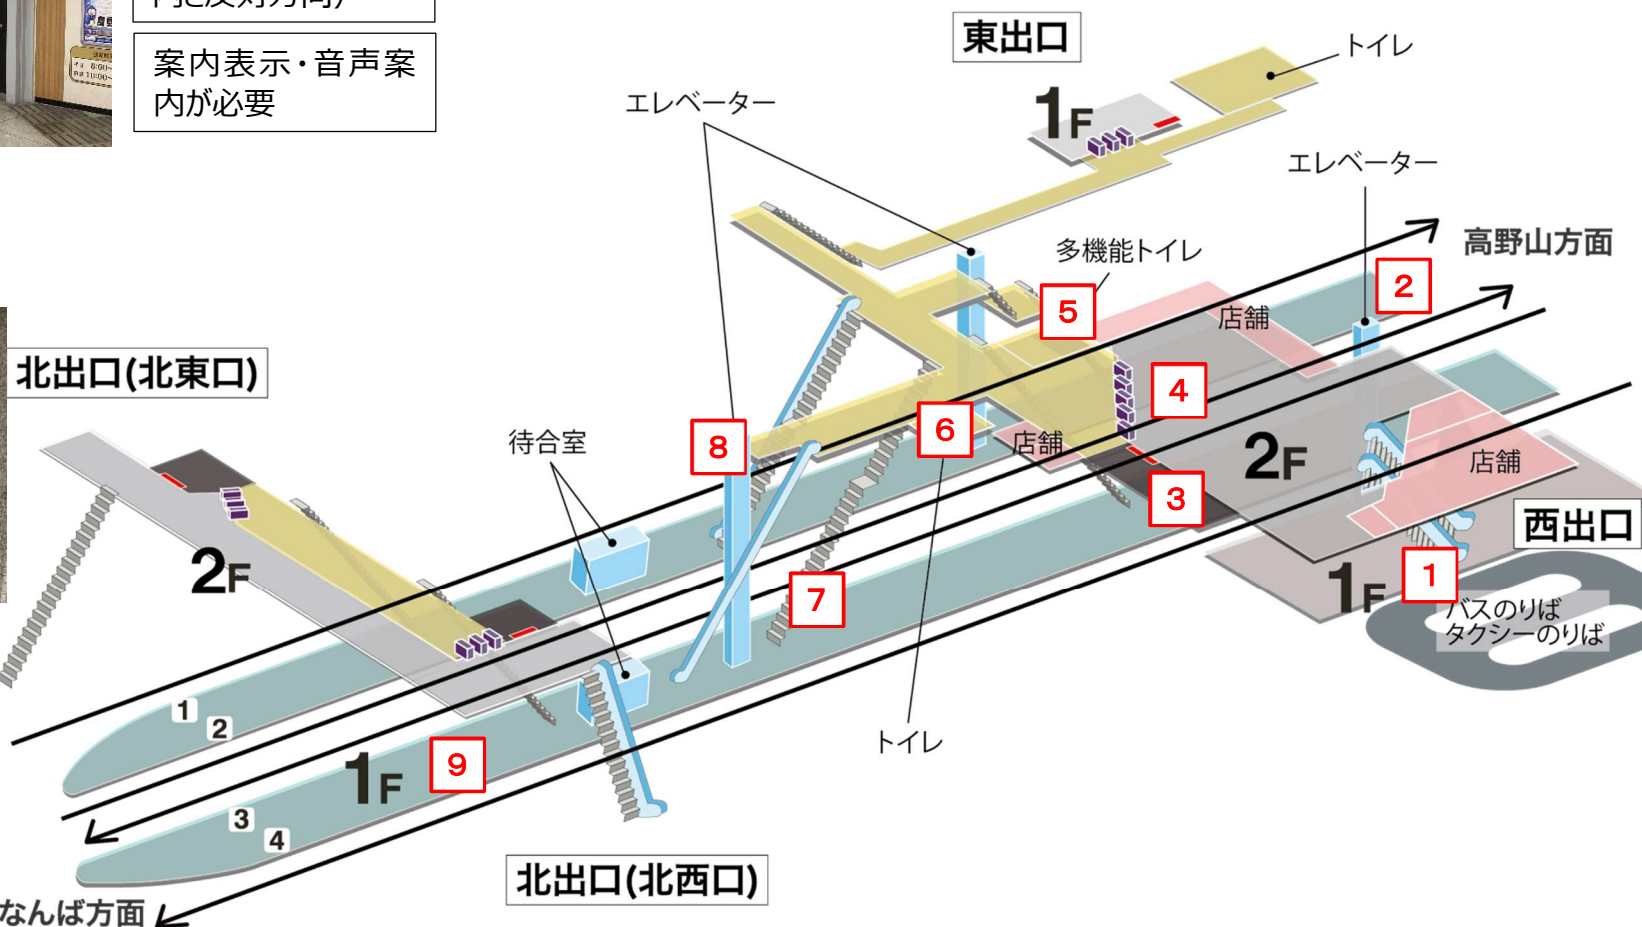 案内表示・音声案
内が必要
東出口
トイレ
1F
エレベーター
エレベーター
多機能トイレ
高野山方面
2
5
店舗
北出口(北東口)
4
待合室
8
6
店舗
2F
店舗
3
西出口
2F
7
1F
1
バスのりば
タクシーのりば
1
2
トイレ
1F
9
3
4
北出口(北西口)
なんば方面